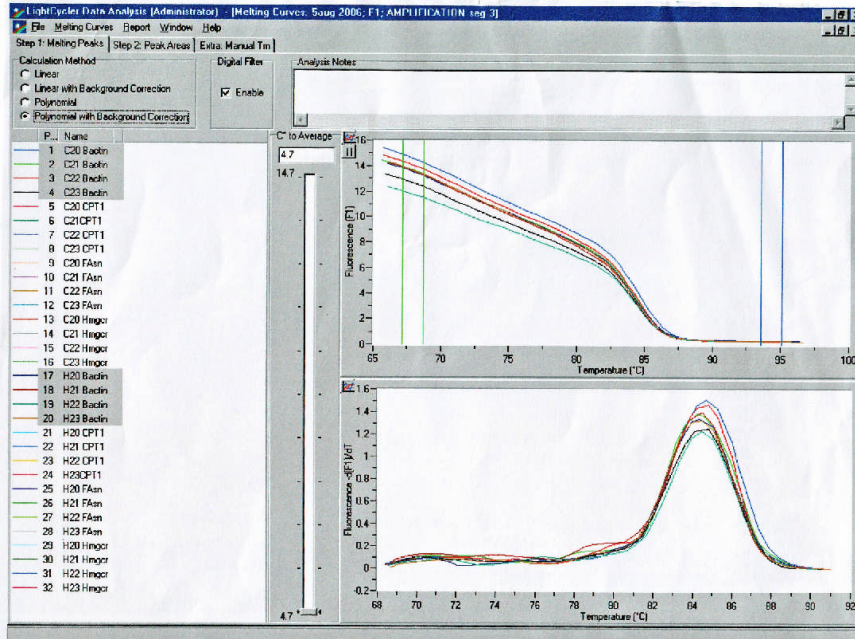 LightCycler Data Analysis (Administrator) - [Melting Curves: 5aug 2006; F1; AMPLIFICATION seg 3]
File Melting Curves Report Window Help
Step 1: Melting Peaks Step 2: Peak Areas Extra: Manual Tm
Calculation Method
Linear
Linear with Background Correction
Polynomial
Polynomial with Background Correction
Digital Filter
Enable
Analysis Notes
P... Name
1 C20 Bactin
2 C21 Bactin
3 C22 Bactin
4 C23 Bactin
5 C20 CPT1
6 C21CPT1
7 C22 CPT1
8 C23 CPT1
9 C20 FAsn
10 C21 FAsn
11 C22 FAsn
12 C23 FAsn
13 C20 Hmgcr
14 C21 Hmgcr
15 C22 Hmgcr
16 C23 Hmgcr
17 H20 Bactin
18 H21 Bactin
19 H22 Bactin
20 H23 Bactin
21 H20 CPT1
22 H21 CPT1
23 H22 CPT1
24 H23CPT1
25 H20 FAsn
26 H21 FAsn
27 H22 FAsn
28 H23 FAsn
29 H20 Hmgcr
30 H21 Hmgcr
31 H22 Hmgcr
32 H23 Hmgcr
C° to Average
4.7
14.7
4.7
16
14
12
10
8
6
4
2
0
Fluorescence (F1)
65 70 75 80 85 90 95 100
Temperature (°C)
1.6
1.4
1.2
1
0.8
0.6
0.4
0.2
0
-0.2
Fluorescence -d(F1)/dT
68 70 72 74 76 78 80 82 84 86 88 90 92
Temperature (°C)